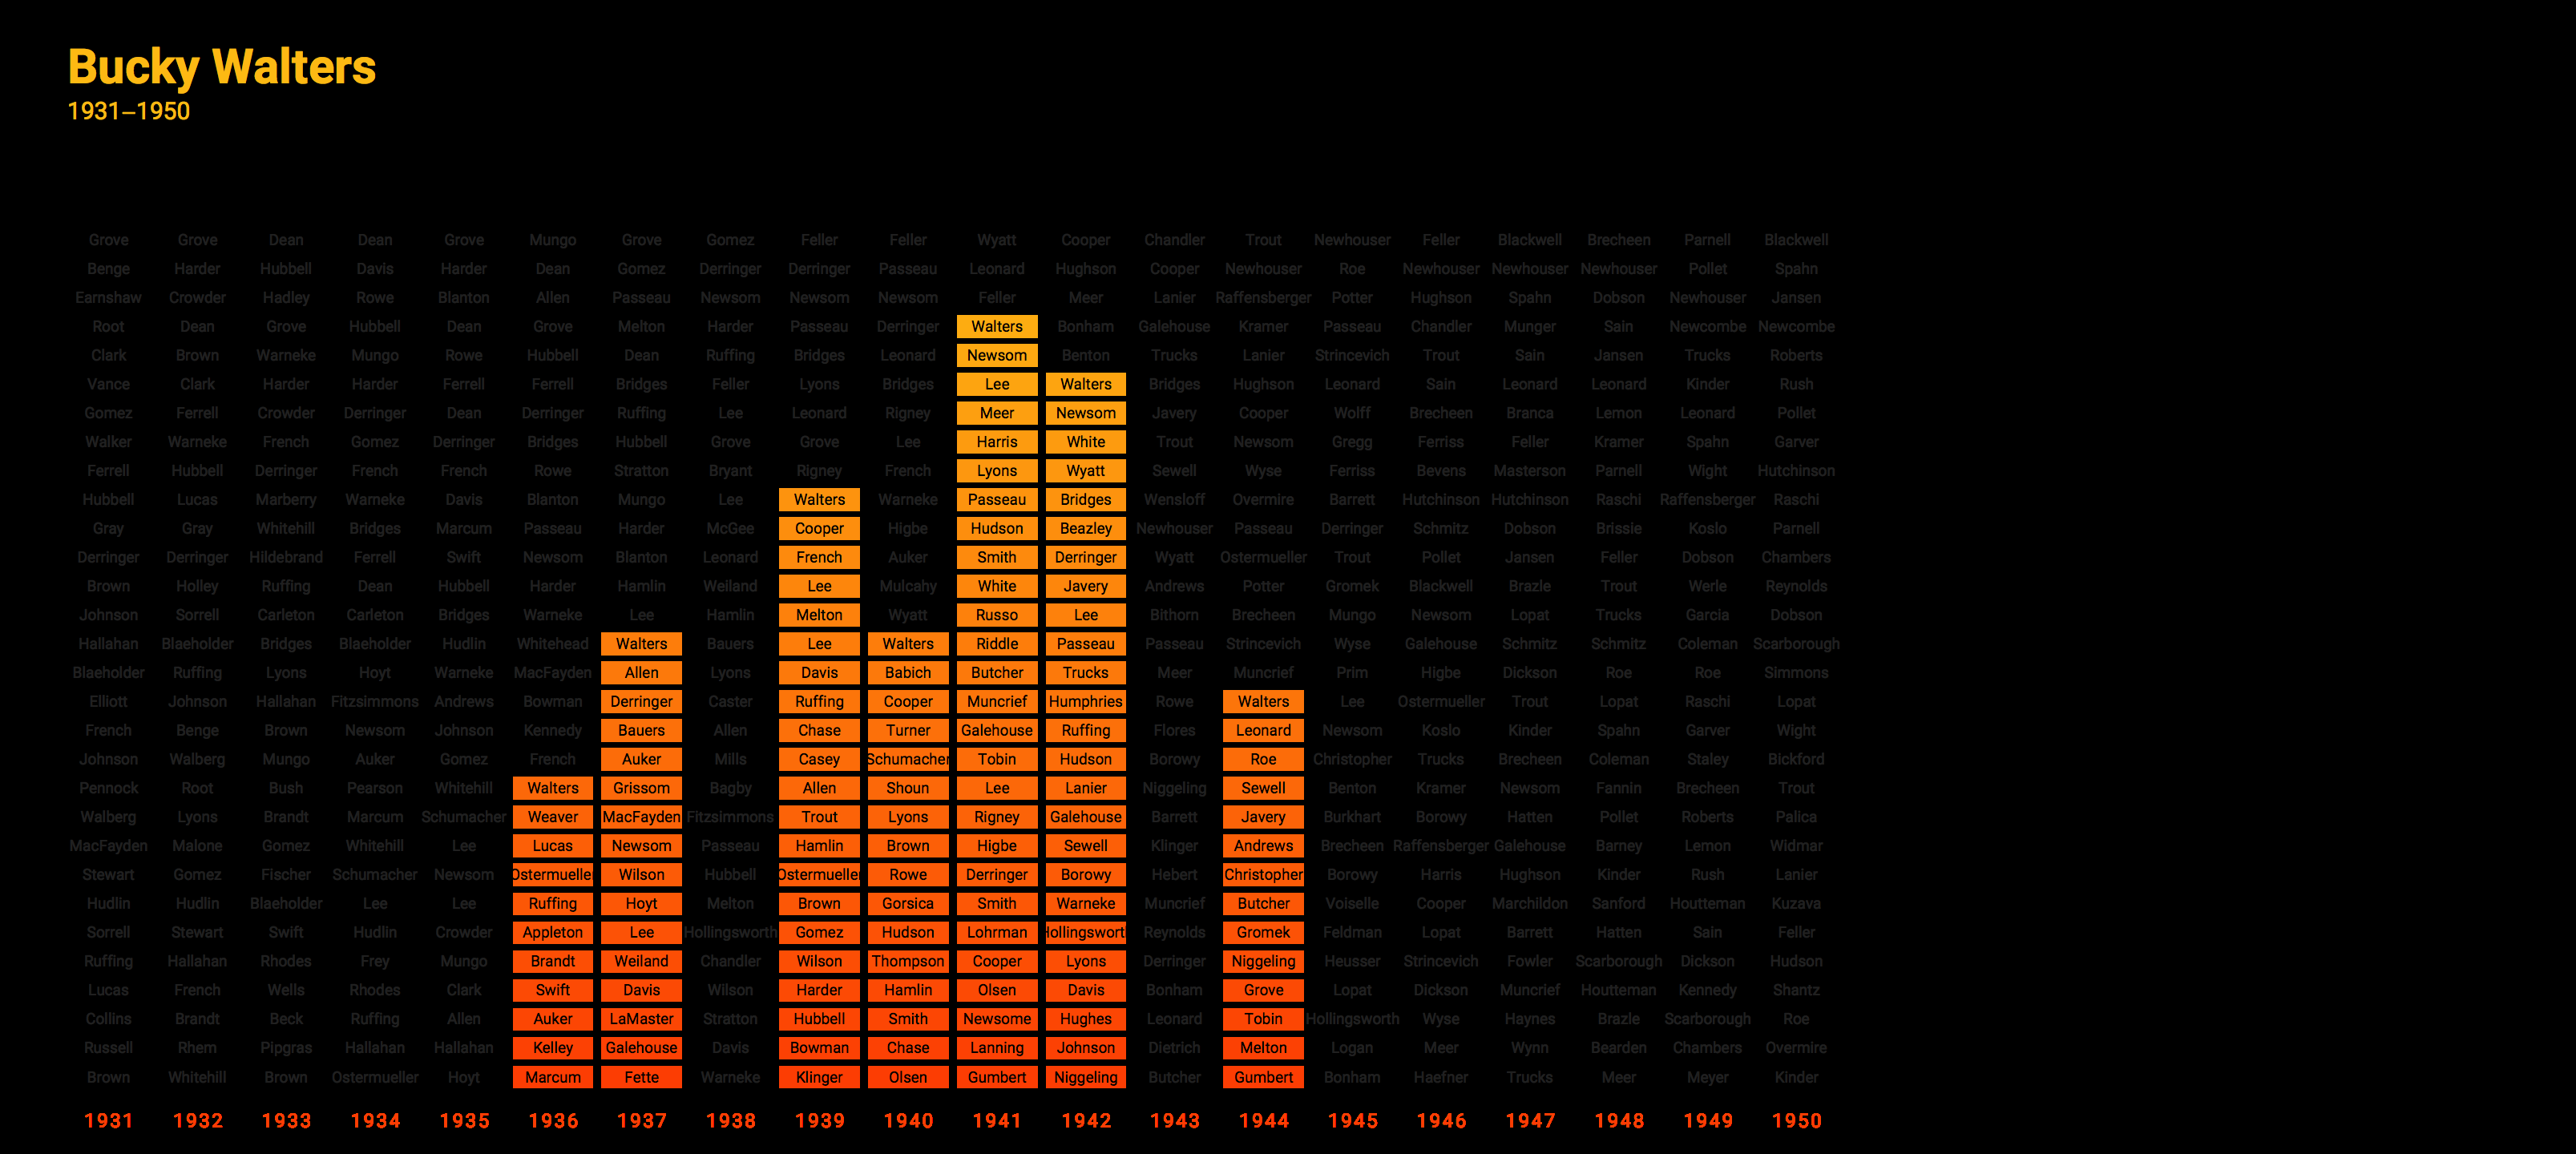 Bucky Walters
1931–1950
Grove Grove Dean Dean Grove Mungo Grove Gomez Feller Feller Wyatt Cooper Chandler Trout Newhouser Feller Blackwell Brecheen Parnell Blackwell
Benge Harder Hubbell Davis Harder Dean Gomez Derringer Derringer Passeau Leonard Hughson Cooper Newhouser Roe Newhouser Newhouser Newhouser Pollet Spahn
Earnshaw Crowder Hadley Rowe Blanton Allen Passeau Newsom Newsom Newsom Feller Meer Lanier Raffensberger Potter Hughson Spahn Dobson Newhouser Jansen
Root Dean Grove Hubbell Dean Grove Melton Harder Passeau Derringer Walters Bonham Galehouse Kramer Passeau Chandler Munger Sain Newcombe Newcombe
Clark Brown Warneke Mungo Rowe Hubbell Dean Ruffing Bridges Leonard Newsom Benton Trucks Lanier Strincevich Trout Sain Jansen Trucks Roberts
Vance Clark Harder Harder Ferrell Ferrell Bridges Feller Lyons Bridges Lee Walters Bridges Hughson Leonard Sain Leonard Leonard Kinder Rush
Gomez Ferrell Crowder Derringer Dean Derringer Ruffing Lee Leonard Rigney Meer Newsom Javery Cooper Wolff Brecheen Branca Lemon Leonard Pollet
Walker Warneke French Gomez Derringer Bridges Hubbell Grove Grove Lee Harris White Trout Newsom Gregg Ferriss Feller Kramer Spahn Garver
Ferrell Hubbell Derringer French French Rowe Stratton Bryant Rigney French Lyons Wyatt Sewell Wyse Ferriss Bevens Masterson Parnell Wight Hutchinson
Hubbell Lucas Marberry Warneke Davis Blanton Mungo Lee Walters Warneke Passeau Bridges Wensloff Overmire Barrett Hutchinson Hutchinson Raschi Raffensberger Raschi
Gray Gray Whitehill Bridges Marcum Passeau Harder McGee Cooper Higbe Hudson Beazley Newhouser Passeau Derringer Schmitz Dobson Brissie Koslo Parnell
Derringer Derringer Hildebrand Ferrell Swift Newsom Blanton Leonard French Auker Smith Derringer Wyatt Ostermueller Trout Pollet Jansen Feller Dobson Chambers
Brown Holley Ruffing Dean Hubbell Harder Hamlin Weiland Lee Mulcahy White Javery Andrews Potter Gromek Blackwell Brazle Trout Werle Reynolds
Johnson Sorrell Carleton Carleton Bridges Warneke Lee Hamlin Melton Wyatt Russo Lee Bithorn Brecheen Mungo Newsom Lopat Trucks Garcia Dobson
Hallahan Blaeholder Bridges Blaeholder Hudlin Whitehead Walters Bauers Lee Walters Riddle Passeau Passeau Strincevich Wyse Galehouse Schmitz Schmitz Coleman Scarborough
Blaeholder Ruffing Lyons Hoyt Warneke MacFayden Allen Lyons Davis Babich Butcher Trucks Meer Muncrief Prim Higbe Dickson Roe Roe Simmons
Elliott Johnson Hallahan Fitzsimmons Andrews Bowman Derringer Caster Ruffing Cooper Muncrief Humphries Rowe Walters Lee Ostermueller Trout Lopat Raschi Lopat
French Benge Brown Newsom Johnson Kennedy Bauers Allen Chase Turner Galehouse Ruffing Flores Leonard Newsom Koslo Kinder Spahn Garver Wight
Johnson Walberg Mungo Auker Gomez French Auker Mills Casey Schumacher Tobin Hudson Borowy Roe Christopher Trucks Brecheen Coleman Staley Bickford
Pennock Root Bush Pearson Whitehill Walters Grissom Bagby Allen Shoun Lee Lanier Niggeling Sewell Benton Kramer Newsom Fannin Brecheen Trout
Walberg Lyons Brandt Marcum Schumacher Weaver MacFayden Fitzsimmons Trout Lyons Rigney Galehouse Barrett Javery Burkhart Borowy Hatten Pollet Roberts Palica
MacFayden Malone Gomez Whitehill Lee Lucas Newsom Passeau Hamlin Brown Higbe Sewell Klinger Andrews Brecheen Raffensberger Galehouse Barney Lemon Widmar
Stewart Gomez Fischer Schumacher Newsom Ostermueller Wilson Hubbell Ostermueller Rowe Derringer Borowy Hebert Christopher Borowy Harris Hughson Kinder Rush Lanier
Hudlin Hudlin Blaeholder Lee Lee Ruffing Hoyt Melton Brown Gorsica Smith Warneke Muncrief Butcher Voiselle Cooper Marchildon Sanford Houtteman Kuzava
Sorrell Stewart Swift Hudlin Crowder Appleton Lee Hollingsworth Gomez Hudson Lohrman Hollingsworth Reynolds Gromek Feldman Lopat Barrett Hatten Sain Feller
Ruffing Hallahan Rhodes Frey Mungo Brandt Weiland Chandler Wilson Thompson Cooper Lyons Derringer Niggeling Heusser Strincevich Fowler Scarborough Dickson Hudson
Lucas French Wells Rhodes Clark Swift Davis Wilson Harder Hamlin Olsen Davis Bonham Grove Lopat Dickson Muncrief Houtteman Kennedy Shantz
Collins Brandt Beck Ruffing Allen Auker LaMaster Stratton Hubbell Smith Newsome Hughes Leonard Tobin Hollingsworth Wyse Haynes Brazle Scarborough Roe
Russell Rhem Pipgras Hallahan Hallahan Kelley Galehouse Davis Bowman Chase Lanning Johnson Dietrich Melton Logan Meer Wynn Bearden Chambers Overmire
Brown Whitehill Brown Ostermueller Hoyt Marcum Fette Warneke Klinger Olsen Gumbert Niggeling Butcher Gumbert Bonham Haefner Trucks Meer Meyer Kinder
1931 1932 1933 1934 1935 1936 1937 1938 1939 1940 1941 1942 1943 1944 1945 1946 1947 1948 1949 1950